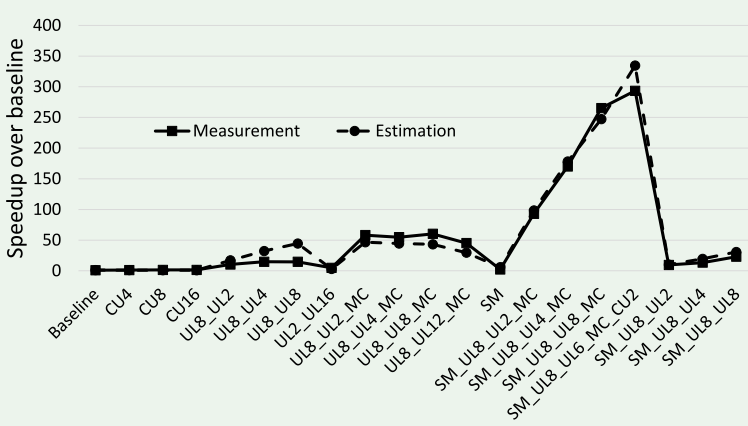 Speedup over baseline
400
350
300
250
200
150
100
50
0
Measurement
Estimation
Baseline
CU4
CU8
CU16
UL8_UL2
UL8_UL4
UL8_UL8
UL2_UL16
UL8_UL2_MC
UL8_UL4_MC
UL8_UL8_MC
UL8_UL12_MC
SM
SM_UL8_UL2_MC
SM_UL8_UL4_MC
SM_UL8_UL8_MC
SM_UL8_UL6_MC_CU2
SM_UL8_UL2
SM_UL8_UL4
SM_UL8_UL8